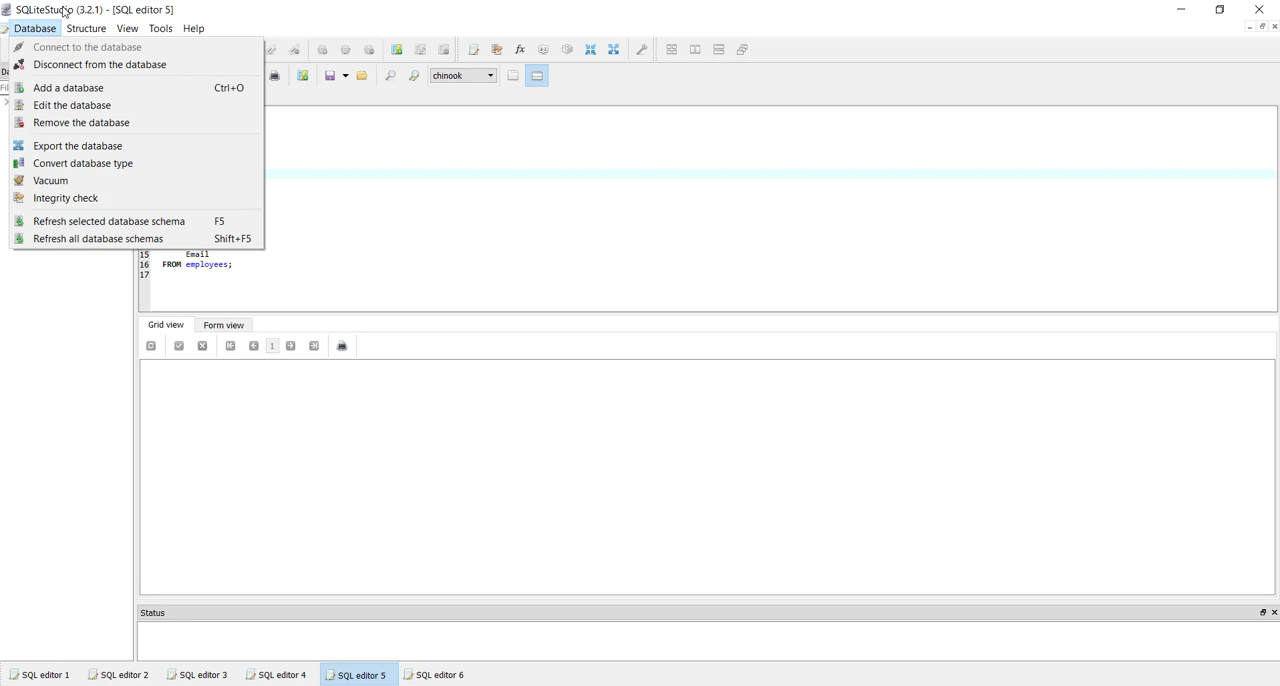 SQLiteStudio (3.2.1) - [SQL editor 5]
Database Structure View Tools Help
Connect to the database
Disconnect from the database
Add a database Ctrl+O
Edit the database
Remove the database
Export the database
Convert database type
Vacuum
Integrity check
Refresh selected database schema F5
Refresh all database schemas Shift+F5
chinook
15 Email
16 FROM employees;
17
Grid view Form view
1
Status
SQL editor 1 SQL editor 2 SQL editor 3 SQL editor 4 SQL editor 5 SQL editor 6